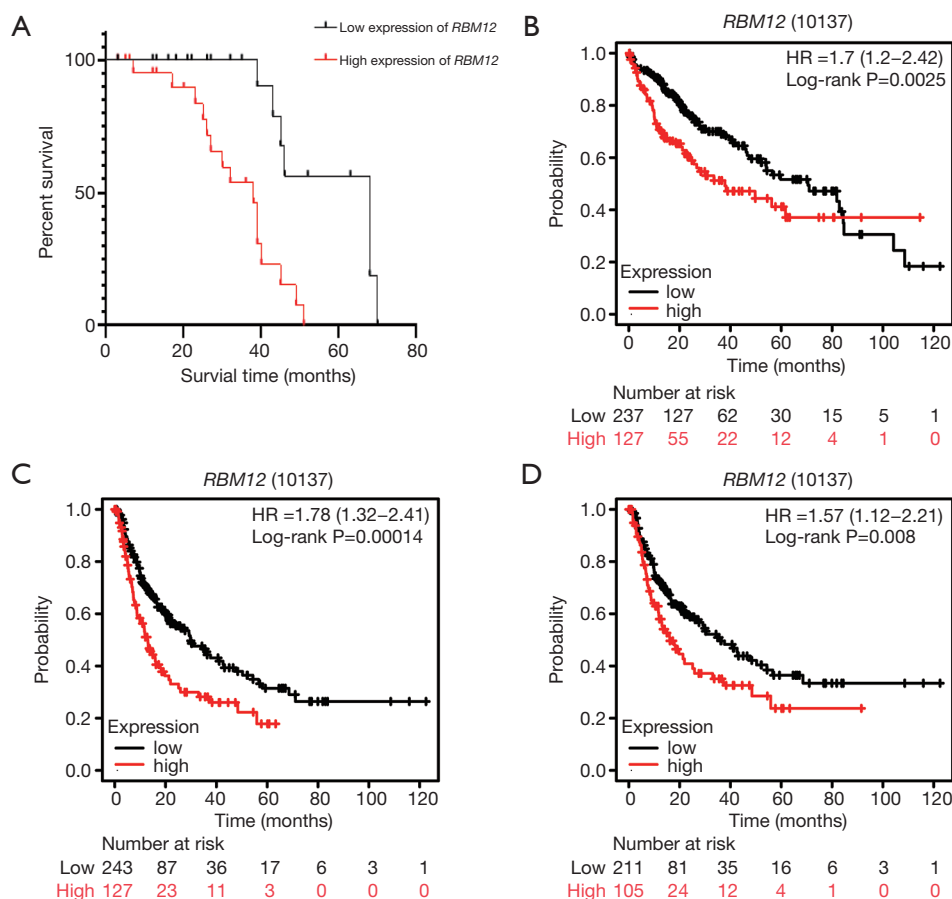 A
Low expression of RBM12
High expression of RBM12
100
50
0
Percent survival
0 20 40 60 80
Survial time (months)
B
RBM12 (10137)
HR =1.7 (1.2–2.42)
Log-rank P=0.0025
1.0
0.8
0.6
0.4
0.2
0.0
Probability
Expression
low
high
0 20 40 60 80 100 120
Time (months)
Number at risk
Low 237 127 62 30 15 5 1
High 127 55 22 12 4 1 0
C
RBM12 (10137)
HR =1.78 (1.32–2.41)
Log-rank P=0.00014
1.0
0.8
0.6
0.4
0.2
0.0
Probability
Expression
low
high
0 20 40 60 80 100 120
Time (months)
Number at risk
Low 243 87 36 17 6 3 1
High 127 23 11 3 0 0 0
D
RBM12 (10137)
HR =1.57 (1.12–2.21)
Log-rank P=0.008
1.0
0.8
0.6
0.4
0.2
0.0
Probability
Expression
low
high
0 20 40 60 80 100 120
Time (months)
Number at risk
Low 211 81 35 16 6 3 1
High 105 24 12 4 1 0 0